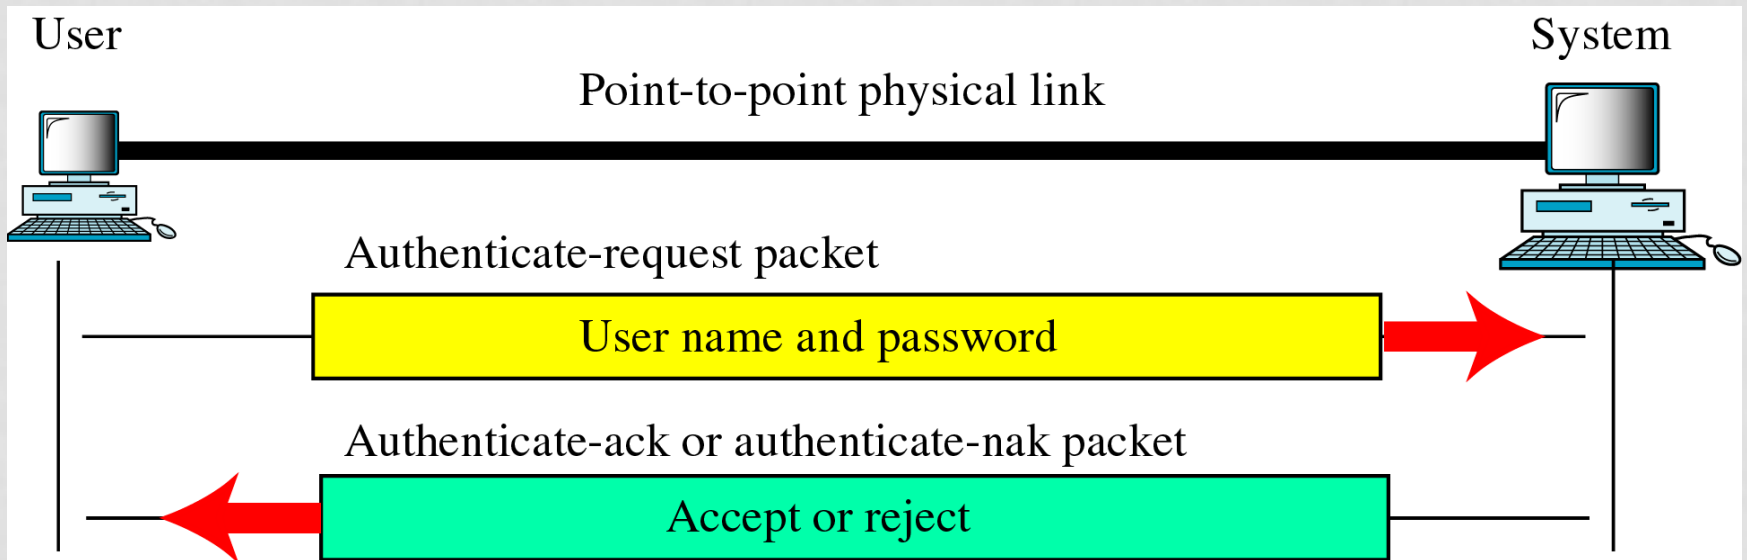 User
System
Point-to-point physical link
Authenticate-request packet
User name and password
Authenticate-ack or authenticate-nak packet
Accept or reject